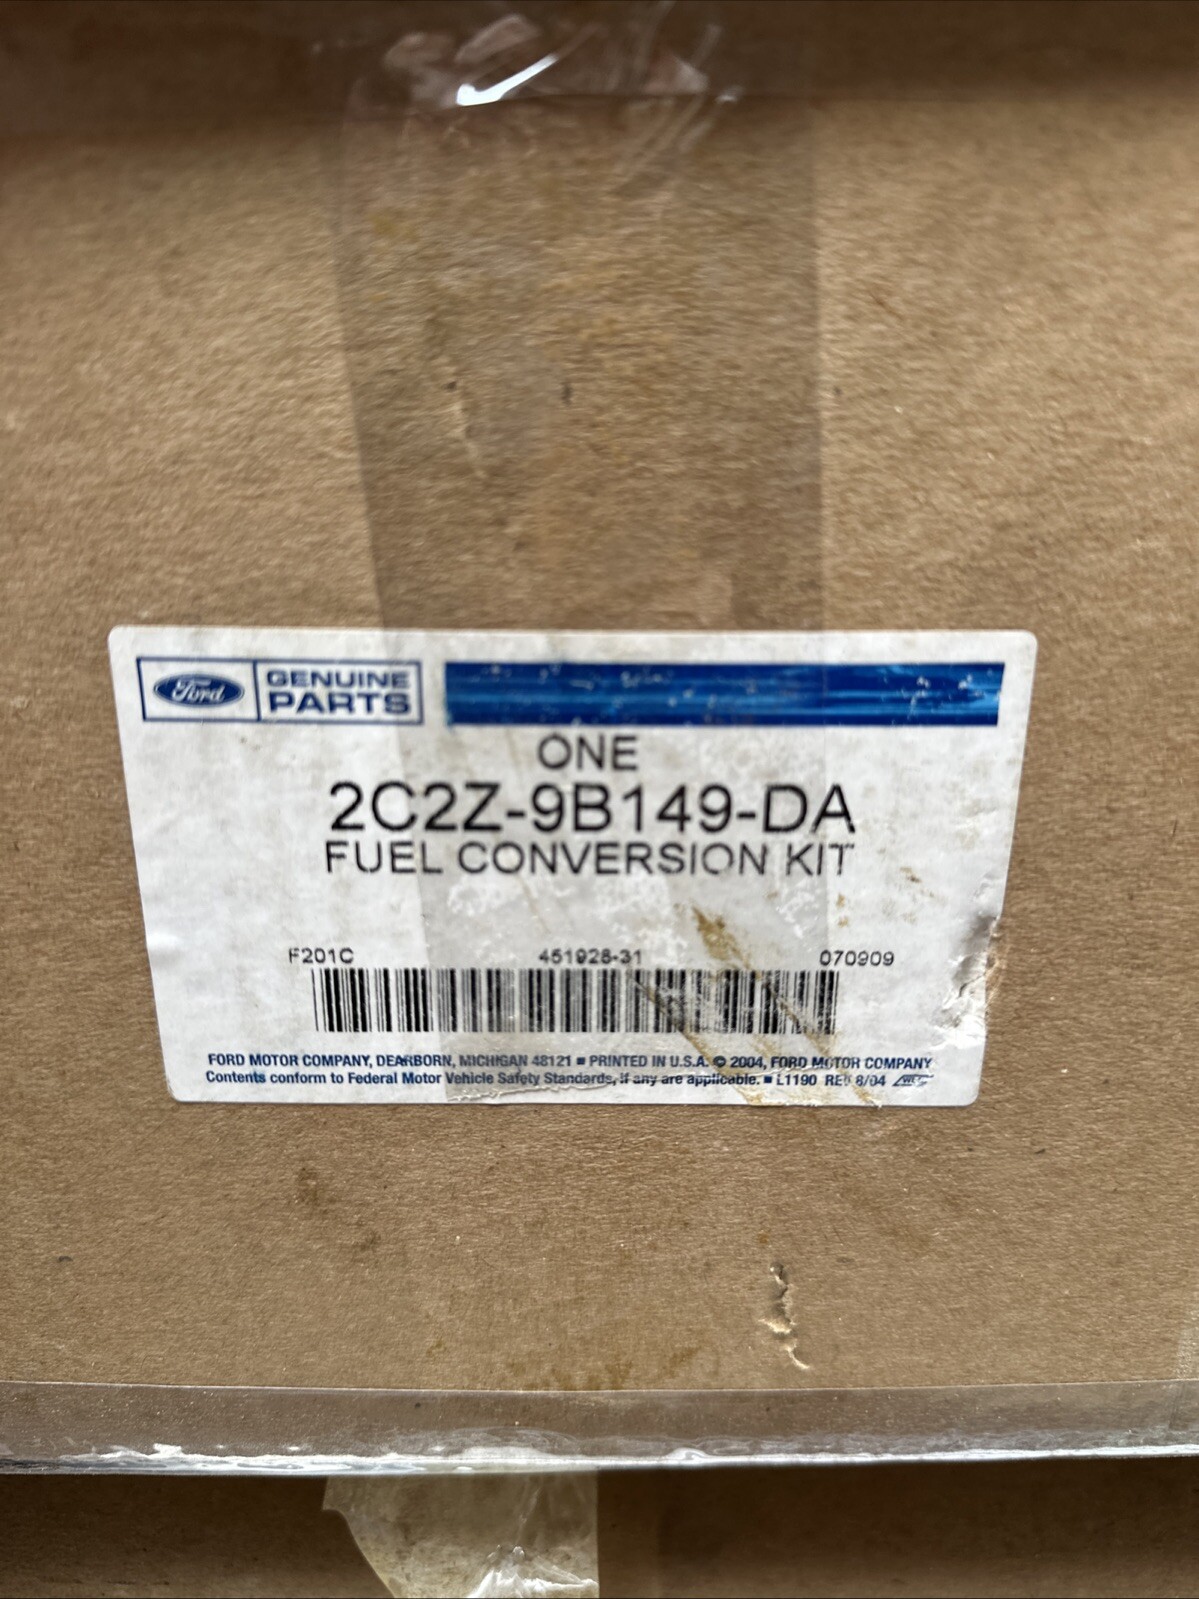 Ford GENUINE PARTS
ONE
2C2Z-9B149-DA
FUEL CONVERSION KIT
F201C 451928-31 070909
FORD MOTOR COMPANY, DEARBORN, MICHIGAN 48121 ■ PRINTED IN U.S.A. © 2004, FORD MOTOR COMPANY
Contents conform to Federal Motor Vehicle Safety Standards, if any are applicable. ■ L1190 REV 8/04